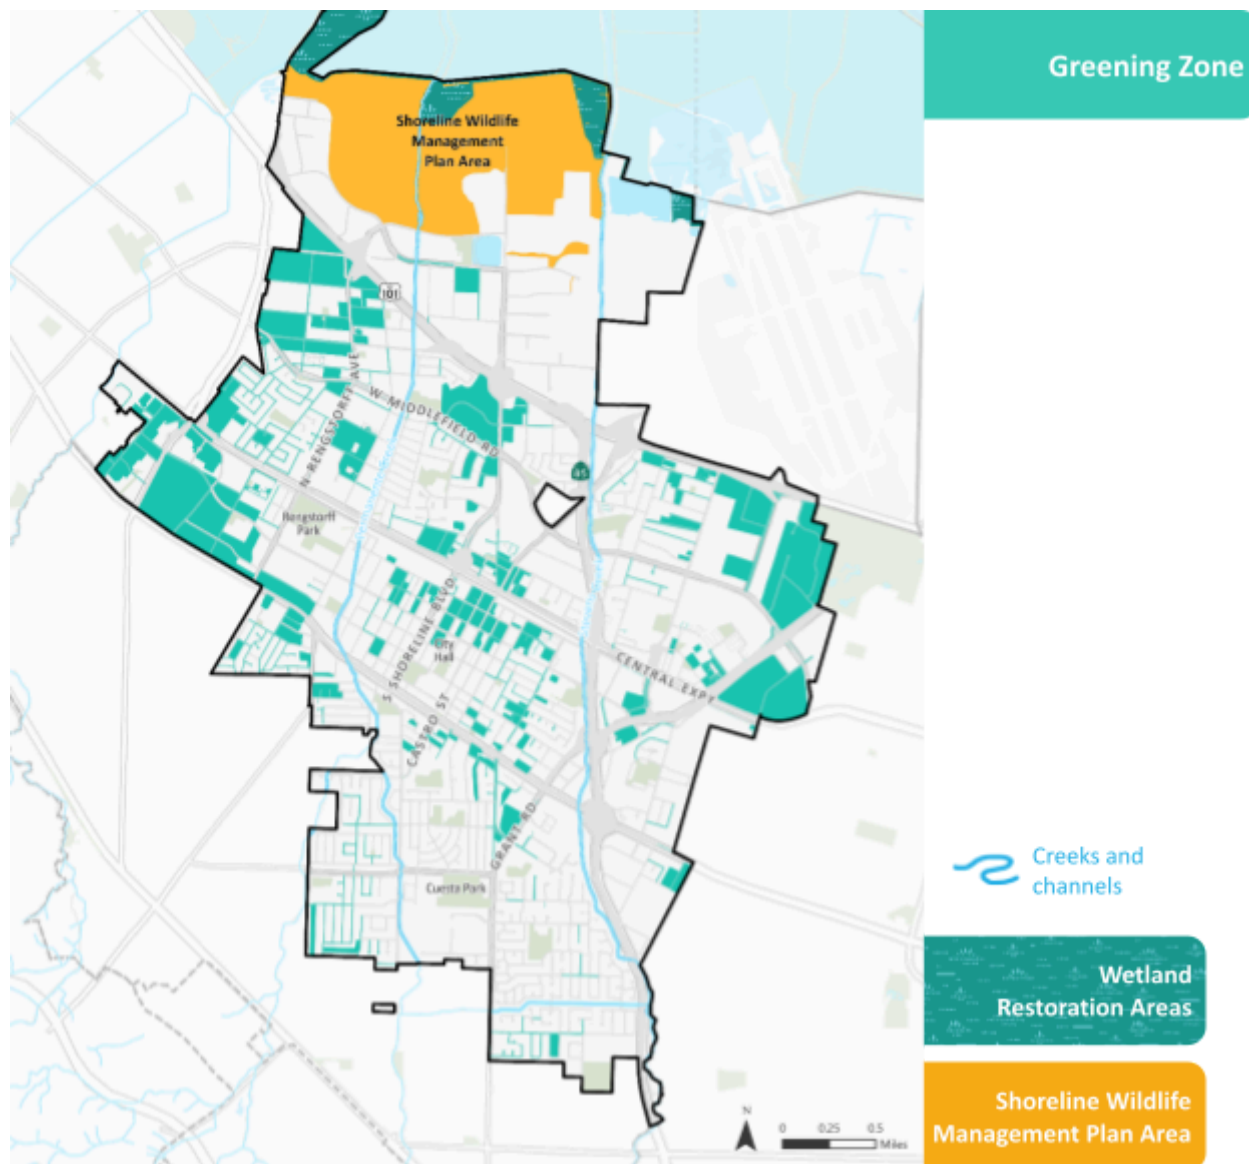 Greening Zone
Shoreline Wildlife
Management
Plan Area
101
N RENGSTORFF AVE
W MIDDLEFIELD RD
85
Rengstorff
Park
S SHORELINE BLVD
City
Hall
CENTRAL EXPY
CASTRO ST
GRANT RD
Cuesta Park
Creeks and
channels
Wetland
Restoration Areas
Shoreline Wildlife
Management Plan Area
N
0 0.25 0.5
Miles